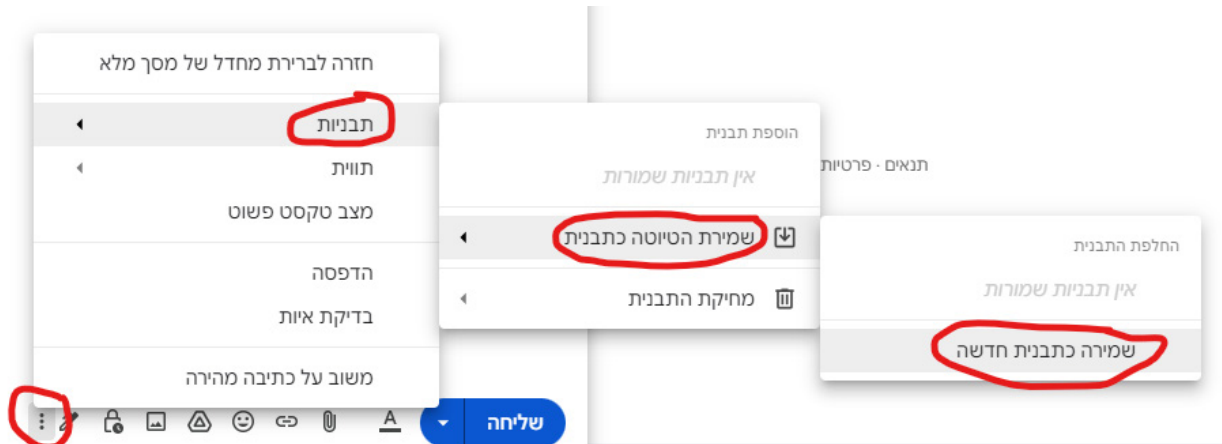 חזרה לברירת מחדל של מסך מלא
תבניות
תווית
מצב טקסט פשוט
הדפסה
בדיקת איות
משוב על כתיבה מהירה
A
שליחה
הוספת תבנית
אין תבניות שמורות
שמירת הטיוטה כתבנית
מחיקת התבנית
תנאים · פרטיות
החלפת התבנית
אין תבניות שמורות
שמירה כתבנית חדשה